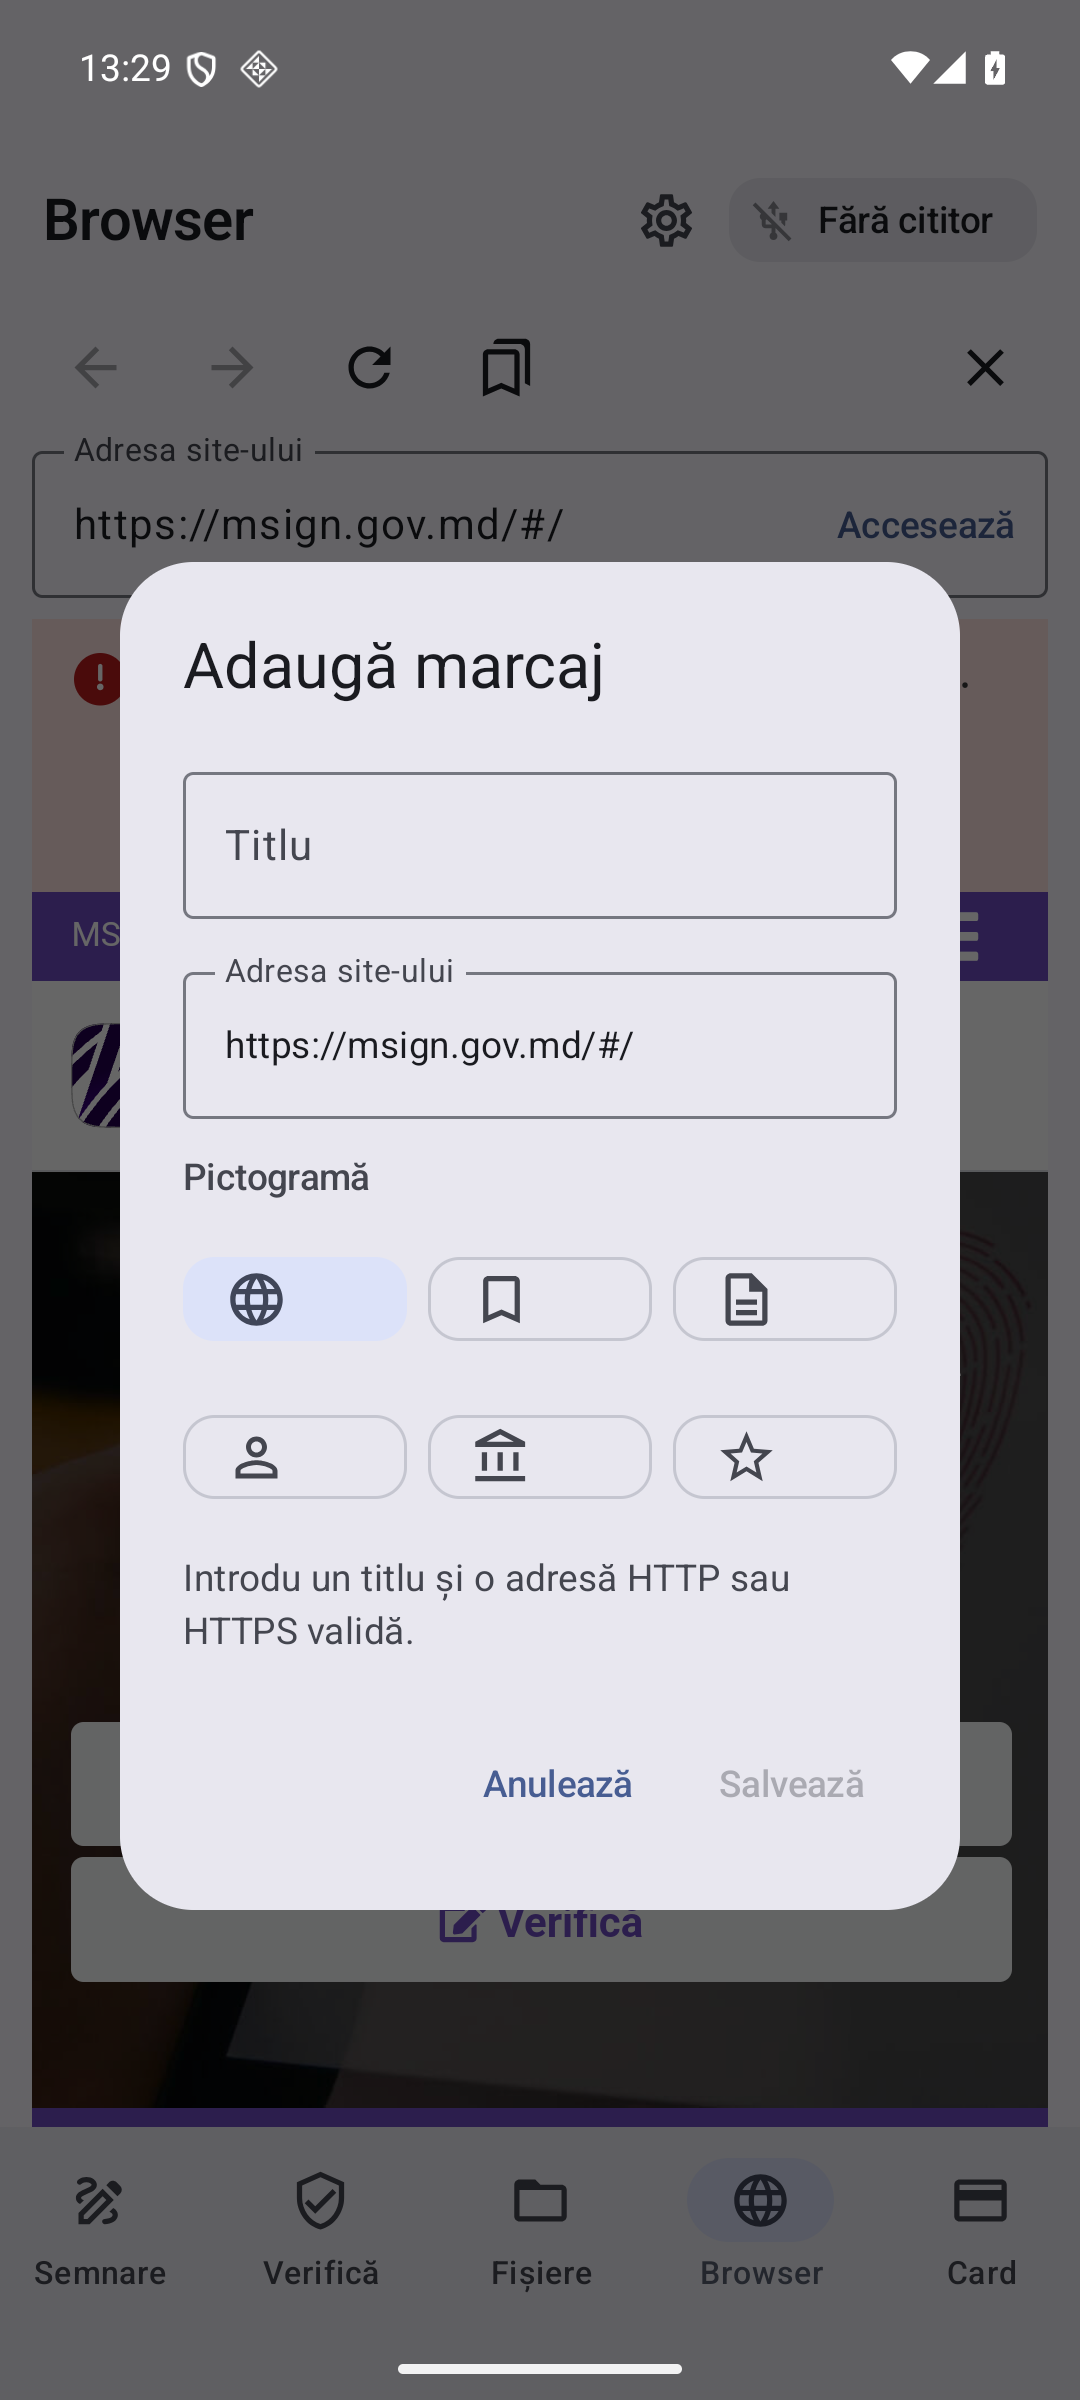 13:29
Browser
Fără cititor
Adresa site-ului
https://msign.gov.md/#/
Accesează
Adaugă marcaj
Titlu
MS
Adresa site-ului
https://msign.gov.md/#/
Pictogramă
Introdu un titlu și o adresă HTTP sau
HTTPS validă.
Anulează
Salvează
Verifică
Semnare
Verifică
Fișiere
Browser
Card